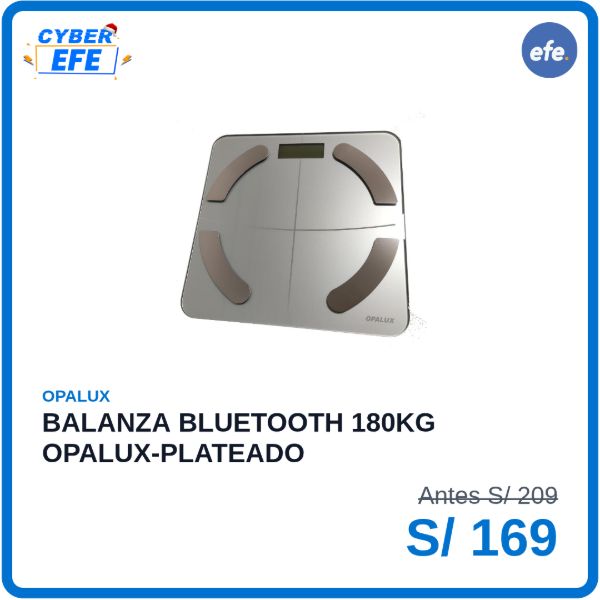 CYBER
EFE
efe.
OPALUX
OPALUX
BALANZA BLUETOOTH 180KG
OPALUX-PLATEADO
Antes S/ 209
S/ 169